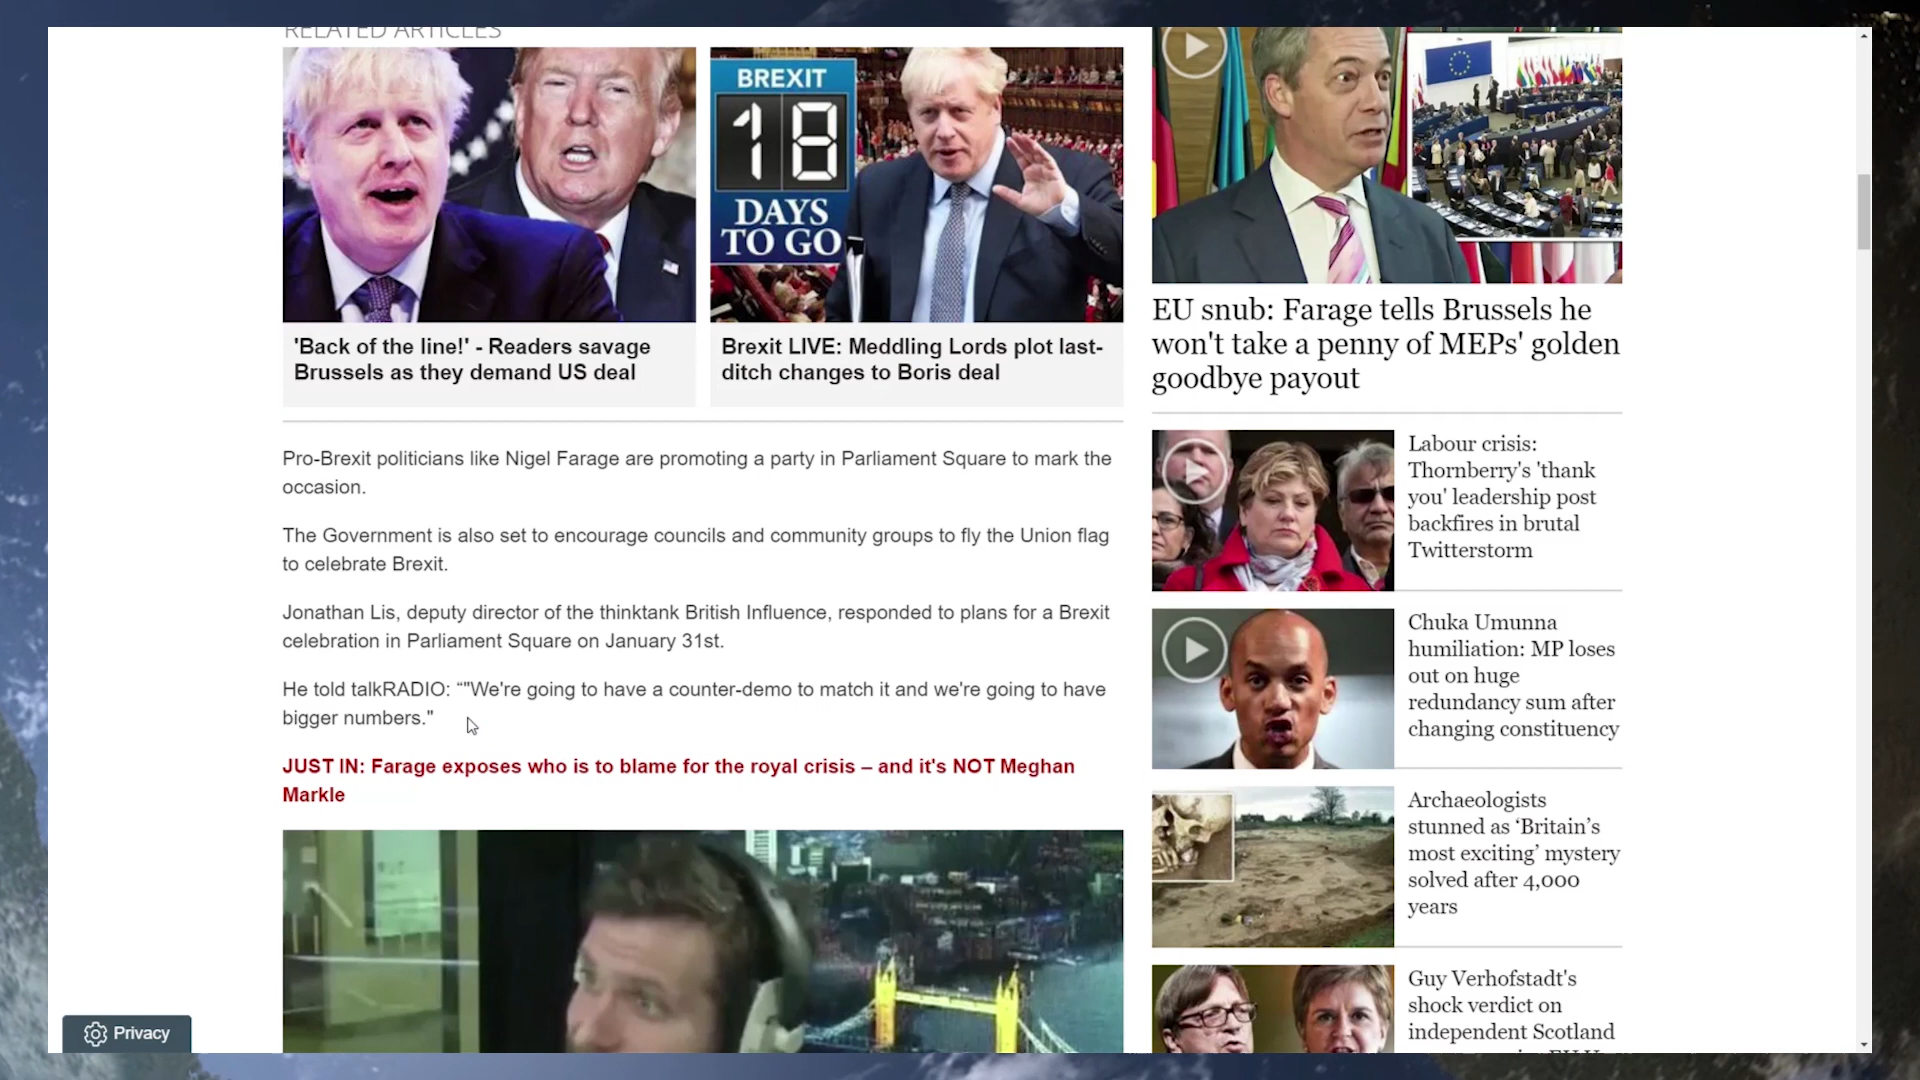 RELATED ARTICLES
BREXIT
18
DAYS
TO GO
'Back of the line!' - Readers savage
Brussels as they demand US deal
Brexit LIVE: Meddling Lords plot last-
ditch changes to Boris deal
Pro-Brexit politicians like Nigel Farage are promoting a party in Parliament Square to mark the
occasion.
The Government is also set to encourage councils and community groups to fly the Union flag
to celebrate Brexit.
Jonathan Lis, deputy director of the thinktank British Influence, responded to plans for a Brexit
celebration in Parliament Square on January 31st.
He told talkRADIO: “"We're going to have a counter-demo to match it and we're going to have
bigger numbers."
JUST IN: Farage exposes who is to blame for the royal crisis – and it's NOT Meghan
Markle
EU snub: Farage tells Brussels he
won't take a penny of MEPs' golden
goodbye payout
Labour crisis:
Thornberry's 'thank
you' leadership post
backfires in brutal
Twitterstorm
Chuka Umunna
humiliation: MP loses
out on huge
redundancy sum after
changing constituency
Archaeologists
stunned as ‘Britain’s
most exciting’ mystery
solved after 4,000
years
Guy Verhofstadt's
shock verdict on
independent Scotland
Privacy